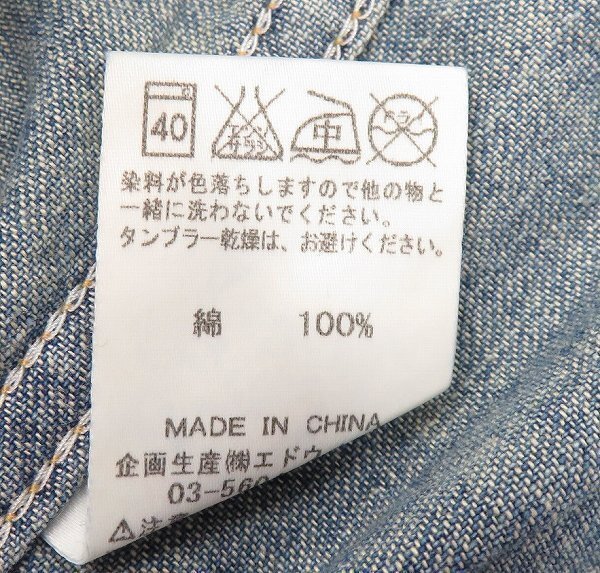 40 エンソ サラシ 中 ドライ
染料が色落ちしますので他の物と
一緒に洗わないでください。
タンブラー乾燥は、お避けください。
綿 100%
MADE IN CHINA
企画生産㈱エドウ
03-560
⚠注意